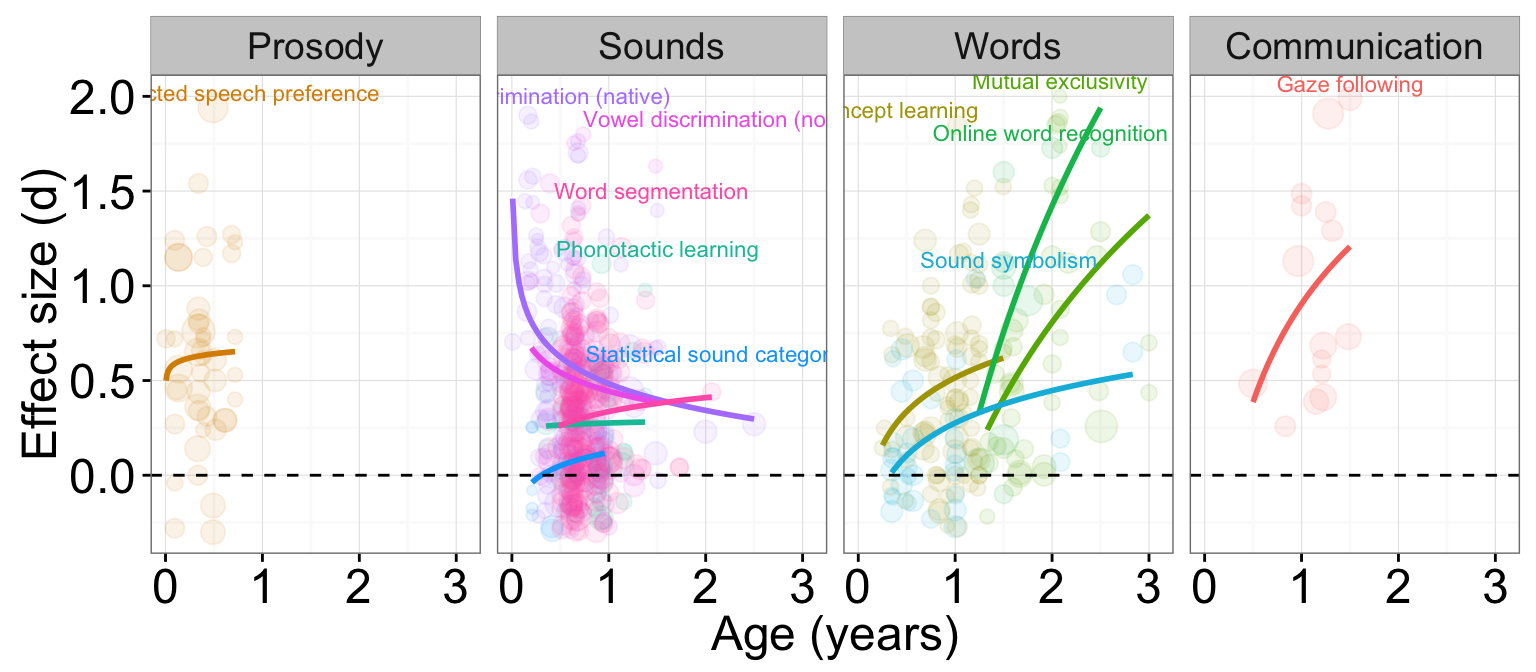 Prosody
Sounds
Words
Communication
Effect size (d)
2.0
1.5
1.0
0.5
0.0
cted speech preference
rimination (native)
Vowel discrimination (no
Word segmentation
Phonotactic learning
Statistical sound categor
Mutual exclusivity
ncept learning
Online word recognition
Sound symbolism
Gaze following
0 1 2 3
0 1 2 3
0 1 2 3
0 1 2 3
Age (years)